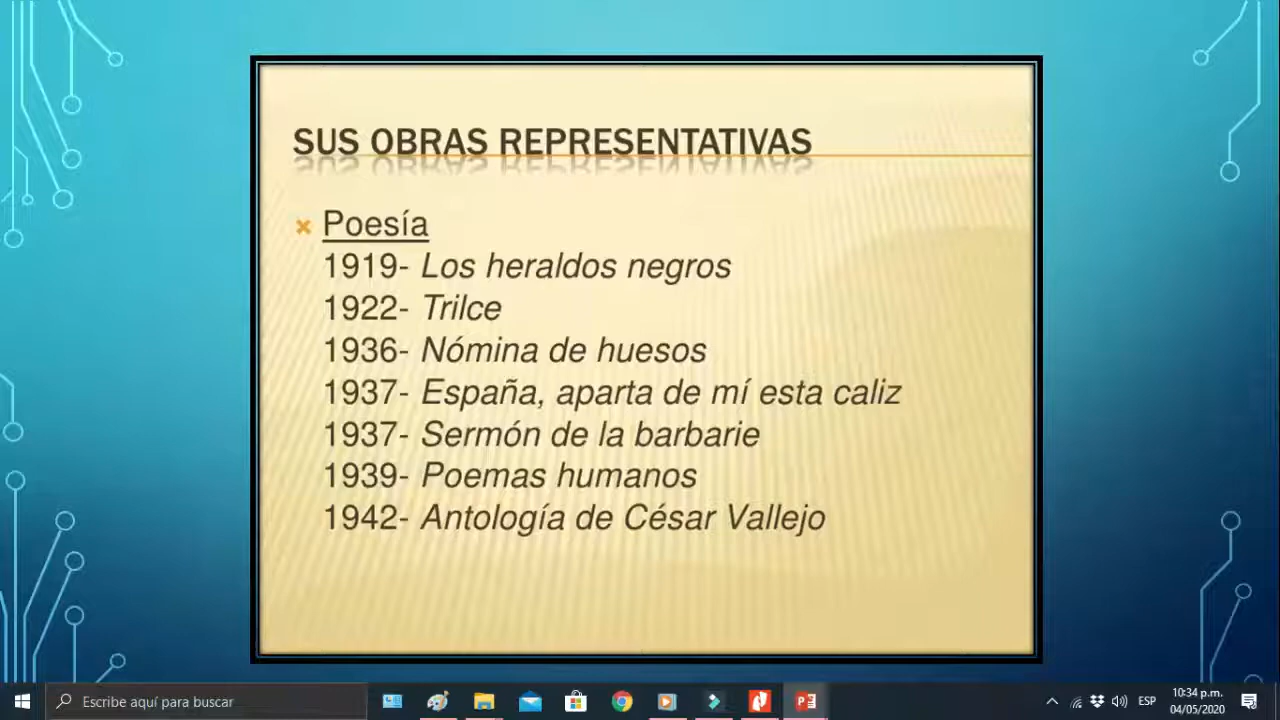 SUS OBRAS REPRESENTATIVAS
Poesía
1919- Los heraldos negros
1922- Trilce
1936- Nómina de huesos
1937- España, aparta de mí esta caliz
1937- Sermón de la barbarie
1939- Poemas humanos
1942- Antología de César Vallejo
Escribe aquí para buscar
ESP
10:34 p.m.
04/05/2020